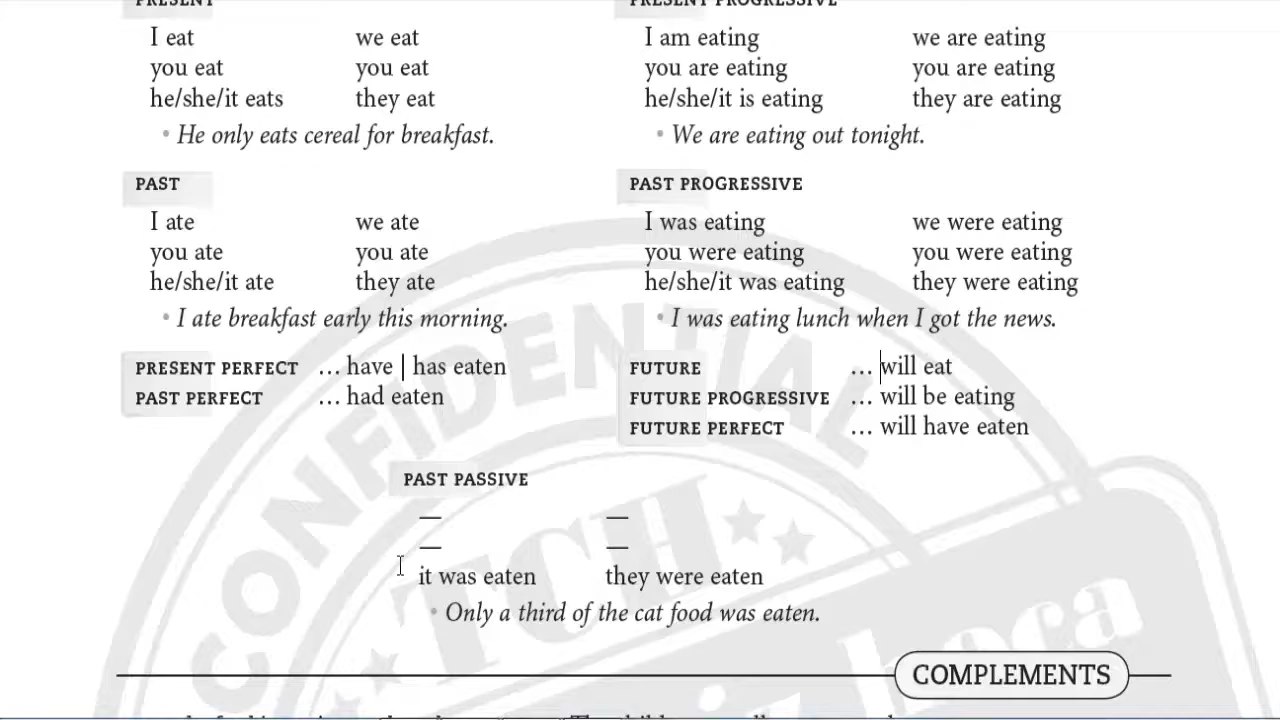 PRESENT
I eat we eat
you eat you eat
he/she/it eats they eat
• He only eats cereal for breakfast.
PRESENT PROGRESSIVE
I am eating we are eating
you are eating you are eating
he/she/it is eating they are eating
• We are eating out tonight.
PAST
I ate we ate
you ate you ate
he/she/it ate they ate
• I ate breakfast early this morning.
PAST PROGRESSIVE
I was eating we were eating
you were eating you were eating
he/she/it was eating they were eating
• I was eating lunch when I got the news.
PRESENT PERFECT … have | has eaten
PAST PERFECT … had eaten
FUTURE … will eat
FUTURE PROGRESSIVE … will be eating
FUTURE PERFECT … will have eaten
PAST PASSIVE
— —
— —
it was eaten they were eaten
• Only a third of the cat food was eaten.
COMPLEMENTS
CONFIDENTIAL
TCH